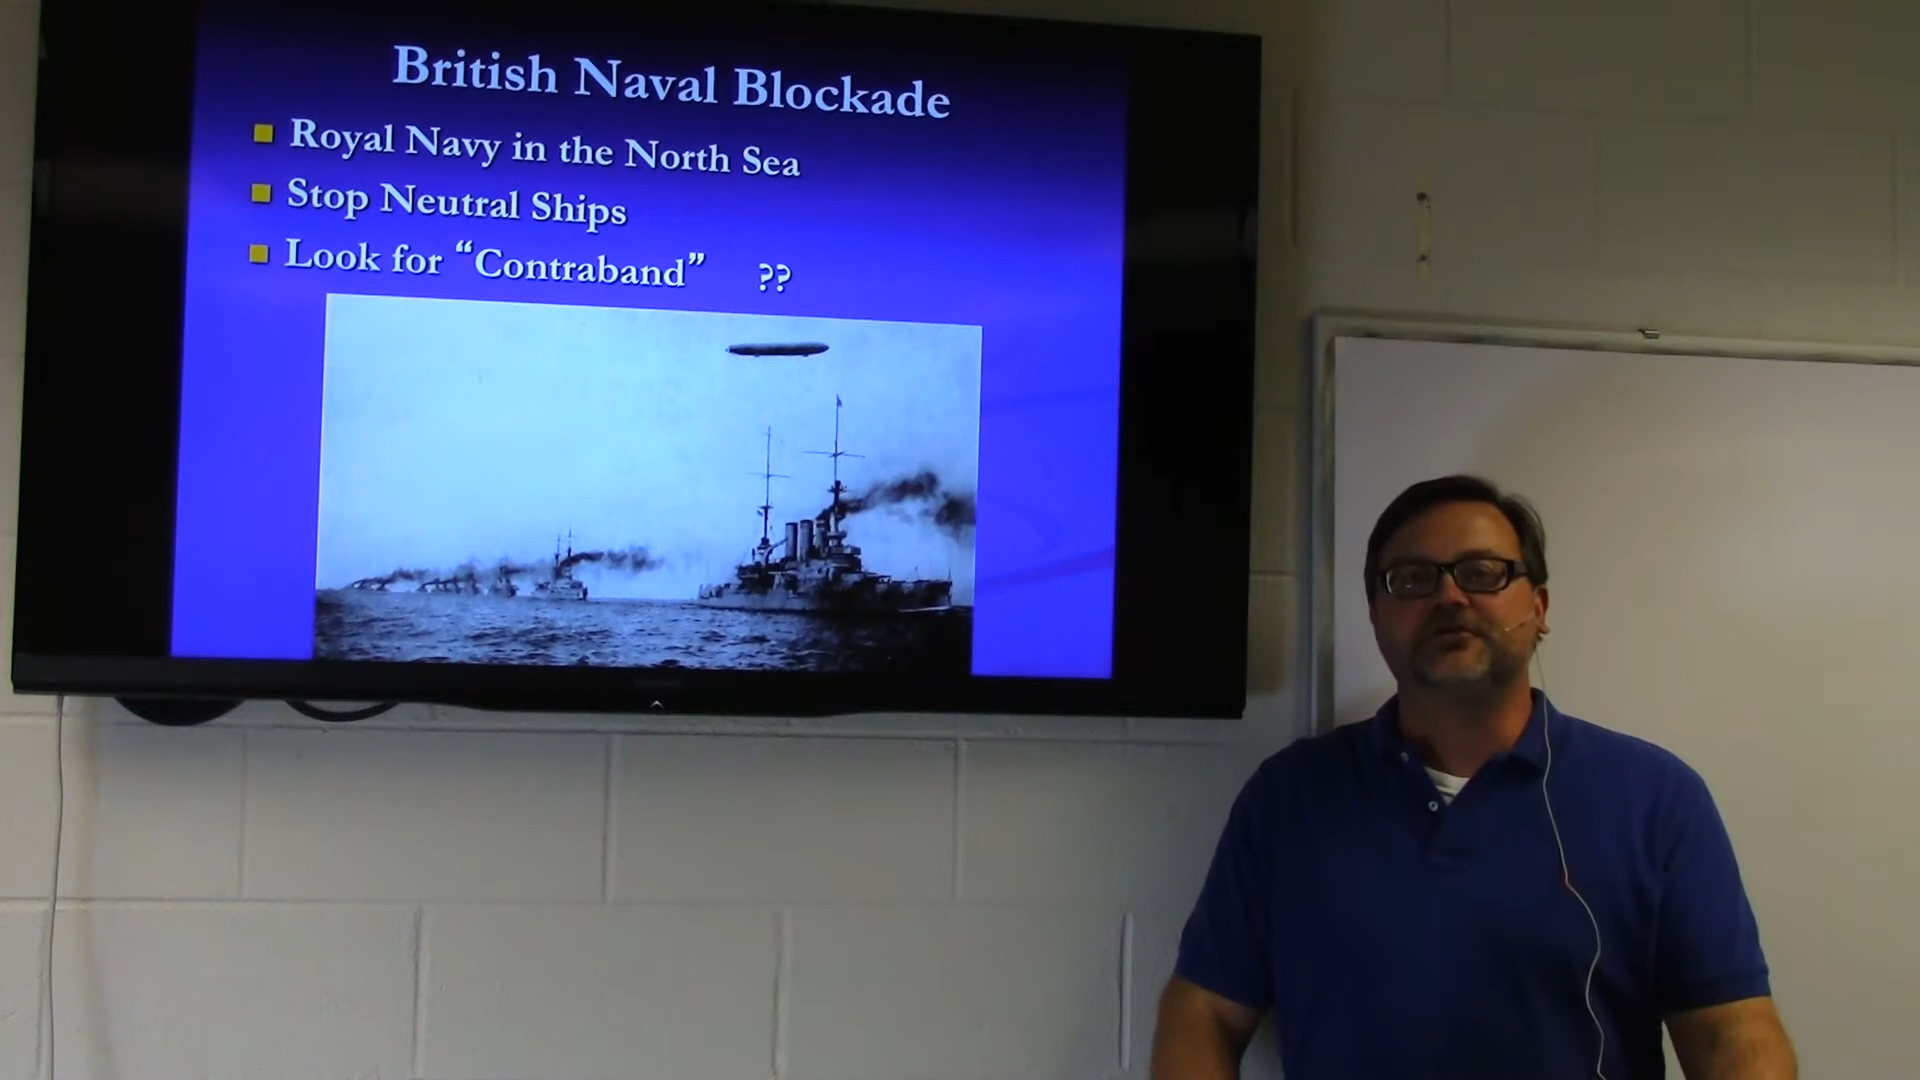 British Naval Blockade
Royal Navy in the North Sea
Stop Neutral Ships
Look for “Contraband” ??